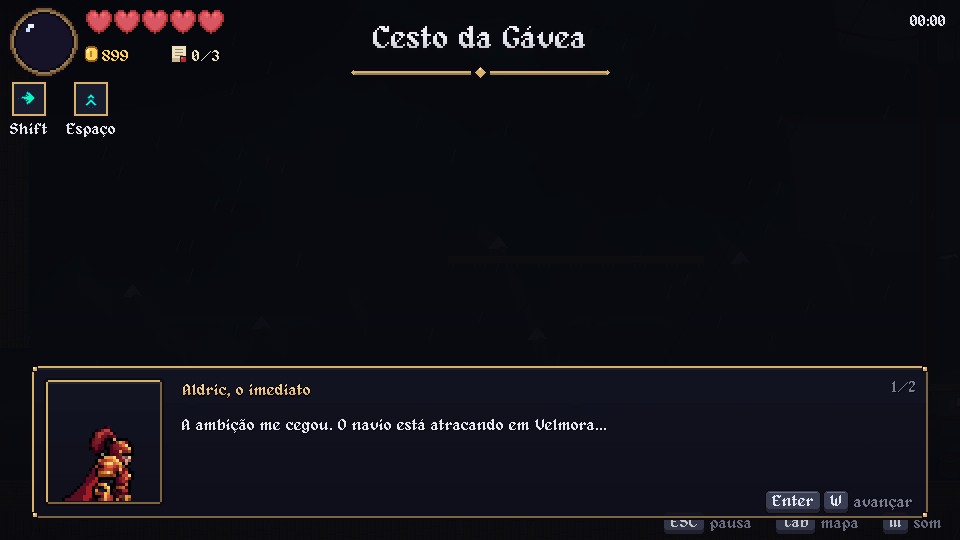 Cesto da Gávea
00:00
899
0/3
Shift
Espaço
Aldric, o imediato
1/2
A ambição me cegou. O navio está atracando em Velmora...
Enter W avançar
ESC pausa Tab mapa M som